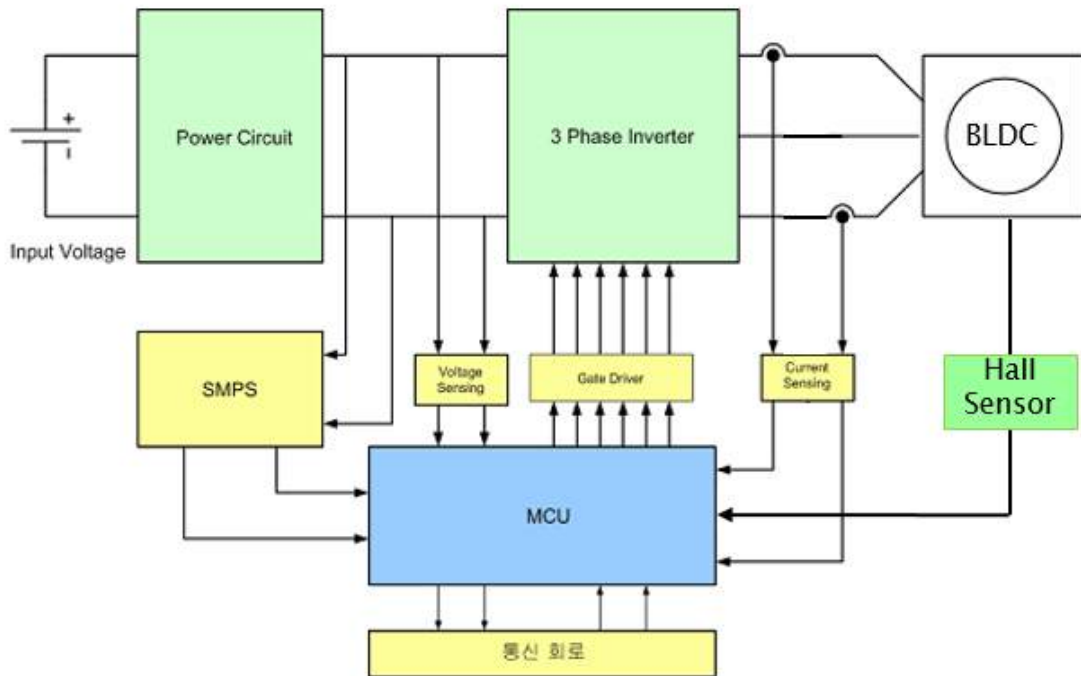 +
−
Input Voltage
Power Circuit
3 Phase Inverter
BLDC
SMPS
Voltage
Sensing
Gate Driver
Current
Sensing
Hall
Sensor
MCU
통신 회로